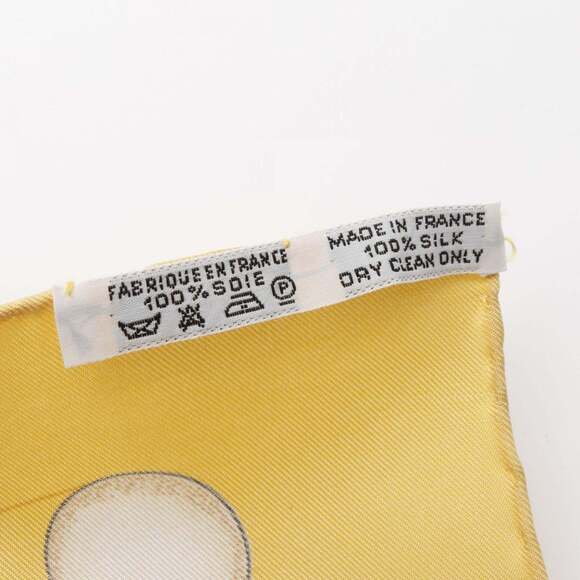 FABRIQUE EN FRANCE
100% SOIE
P
MADE IN FRANCE
100% SILK
DRY CLEAN ONLY